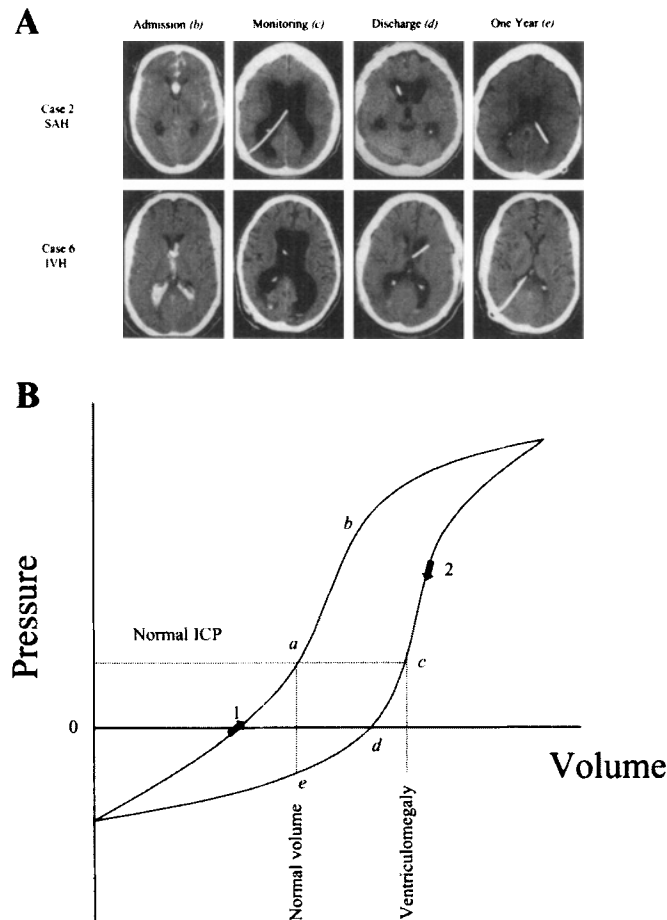 A
Admission (b) Monitoring (c) Discharge (d) One Year (e)
Case 2
SAH
Case 6
IVH
B
Pressure
b
2
Normal ICP
a
c
1
0
d
Volume
e
Normal volume
Ventriculomegaly